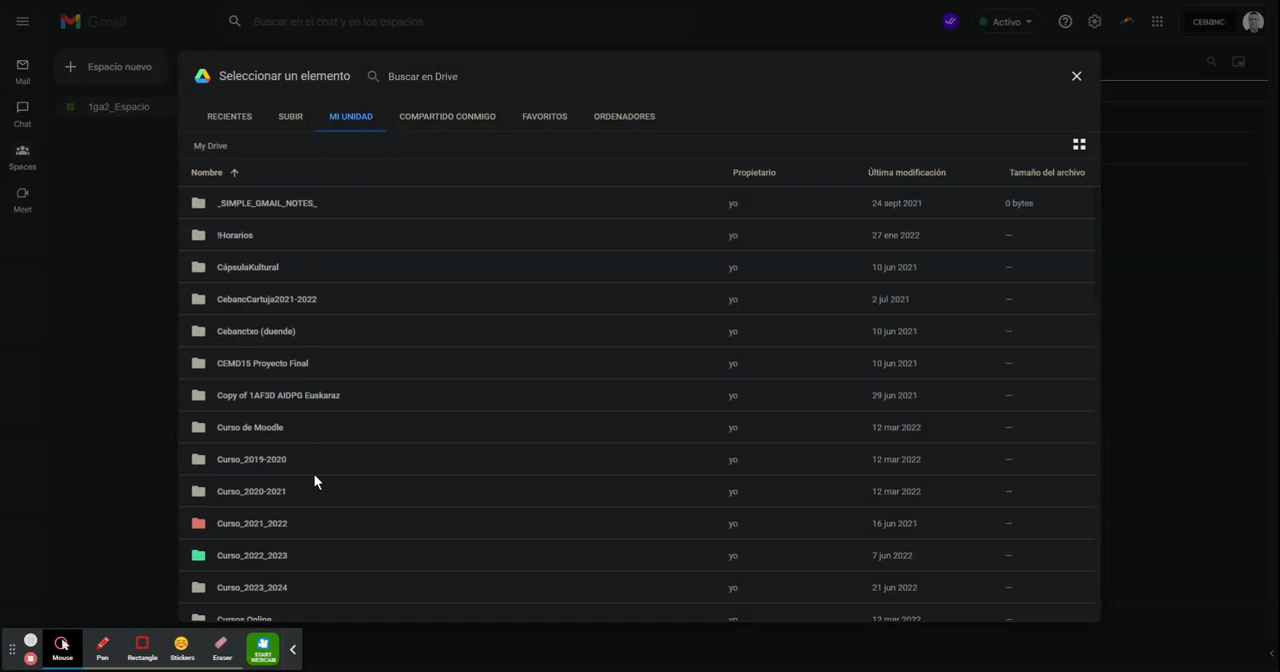 Gmail
Buscar en el chat y en los espacios
Activo
CEBANC
Mail
Chat
Spaces
Meet
Espacio nuevo
1ga2_Espacio
Seleccionar un elemento
Buscar en Drive
RECIENTES SUBIR MI UNIDAD COMPARTIDO CONMIGO FAVORITOS ORDENADORES
My Drive
Nombre Propietario Última modificación Tamaño del archivo
_SIMPLE_GMAIL_NOTES_ yo 24 sept 2021 0 bytes
!Horarios yo 27 ene 2022 —
CápsulaKultural yo 10 jun 2021 —
CebancCartuja2021-2022 yo 2 jul 2021 —
Cebanctxo (duende) yo 10 jun 2021 —
CEMD15 Proyecto Final yo 10 jun 2021 —
Copy of 1AF3D AIDPG Euskaraz yo 29 jun 2021 —
Curso de Moodle yo 12 mar 2022 —
Curso_2019-2020 yo 12 mar 2022 —
Curso_2020-2021 yo 12 mar 2022 —
Curso_2021_2022 yo 16 jun 2021 —
Curso_2022_2023 yo 7 jun 2022 —
Curso_2023_2024 yo 21 jun 2022 —
Cursos Online yo 12 mar 2022 —
Mouse Pen Rectangle Stickers Eraser START WEBCAM